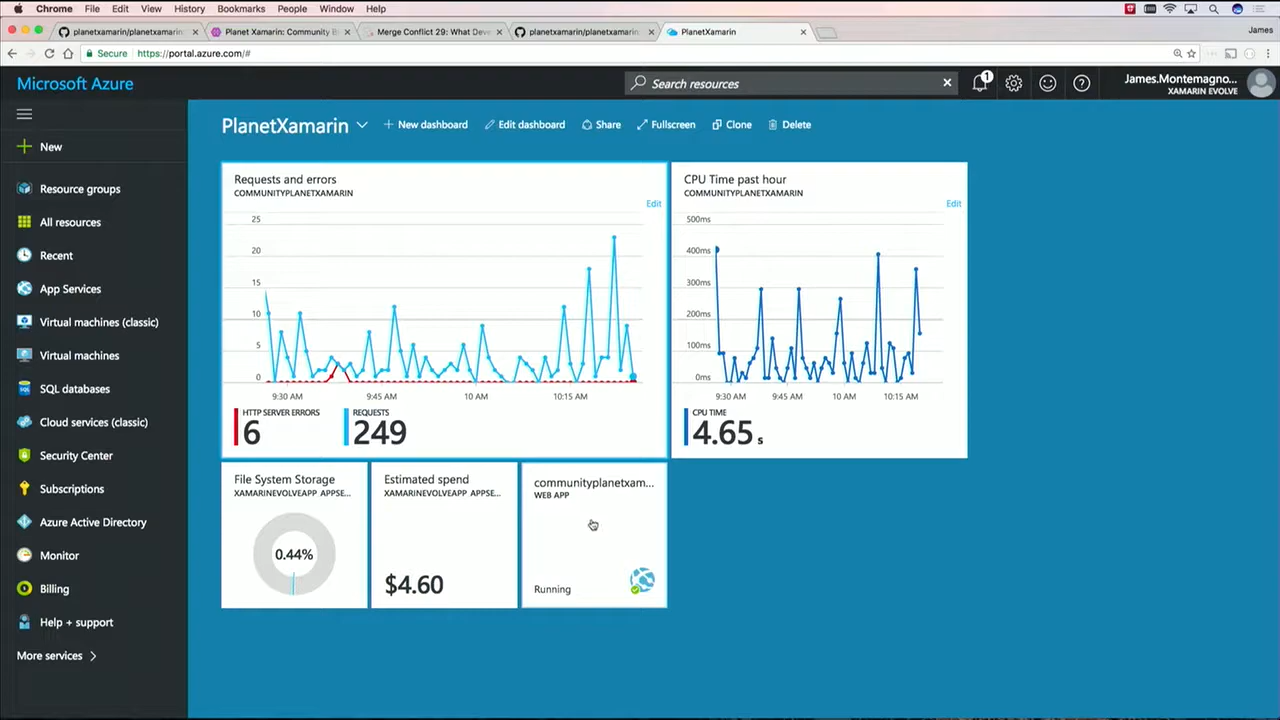 Chrome File Edit View History Bookmarks People Window Help
planetxamarin/planetxamarin
Planet Xamarin: Community B
Merge Conflict 29: What Deve
planetxamarin/planetxamarin
PlanetXamarin
James
Secure https://portal.azure.com/#
Microsoft Azure
Search resources
1
James.Montemagno...
XAMARIN EVOLVE
New
Resource groups
All resources
Recent
App Services
Virtual machines (classic)
Virtual machines
SQL databases
Cloud services (classic)
Security Center
Subscriptions
Azure Active Directory
Monitor
Billing
Help + support
More services
PlanetXamarin
New dashboard
Edit dashboard
Share
Fullscreen
Clone
Delete
Requests and errors
COMMUNITYPLANETXAMARIN
Edit
25
20
15
10
5
0
9:30 AM 9:45 AM 10 AM 10:15 AM
HTTP SERVER ERRORS
6
REQUESTS
249
CPU Time past hour
COMMUNITYPLANETXAMARIN
Edit
500ms
400ms
300ms
200ms
100ms
0ms
9:30 AM 9:45 AM 10 AM 10:15 AM
CPU TIME
4.65 s
File System Storage
XAMARINEVOLVEAPP APPSE...
0.44%
Estimated spend
XAMARINEVOLVEAPP APPSE...
$4.60
communityplanetxam...
WEB APP
Running